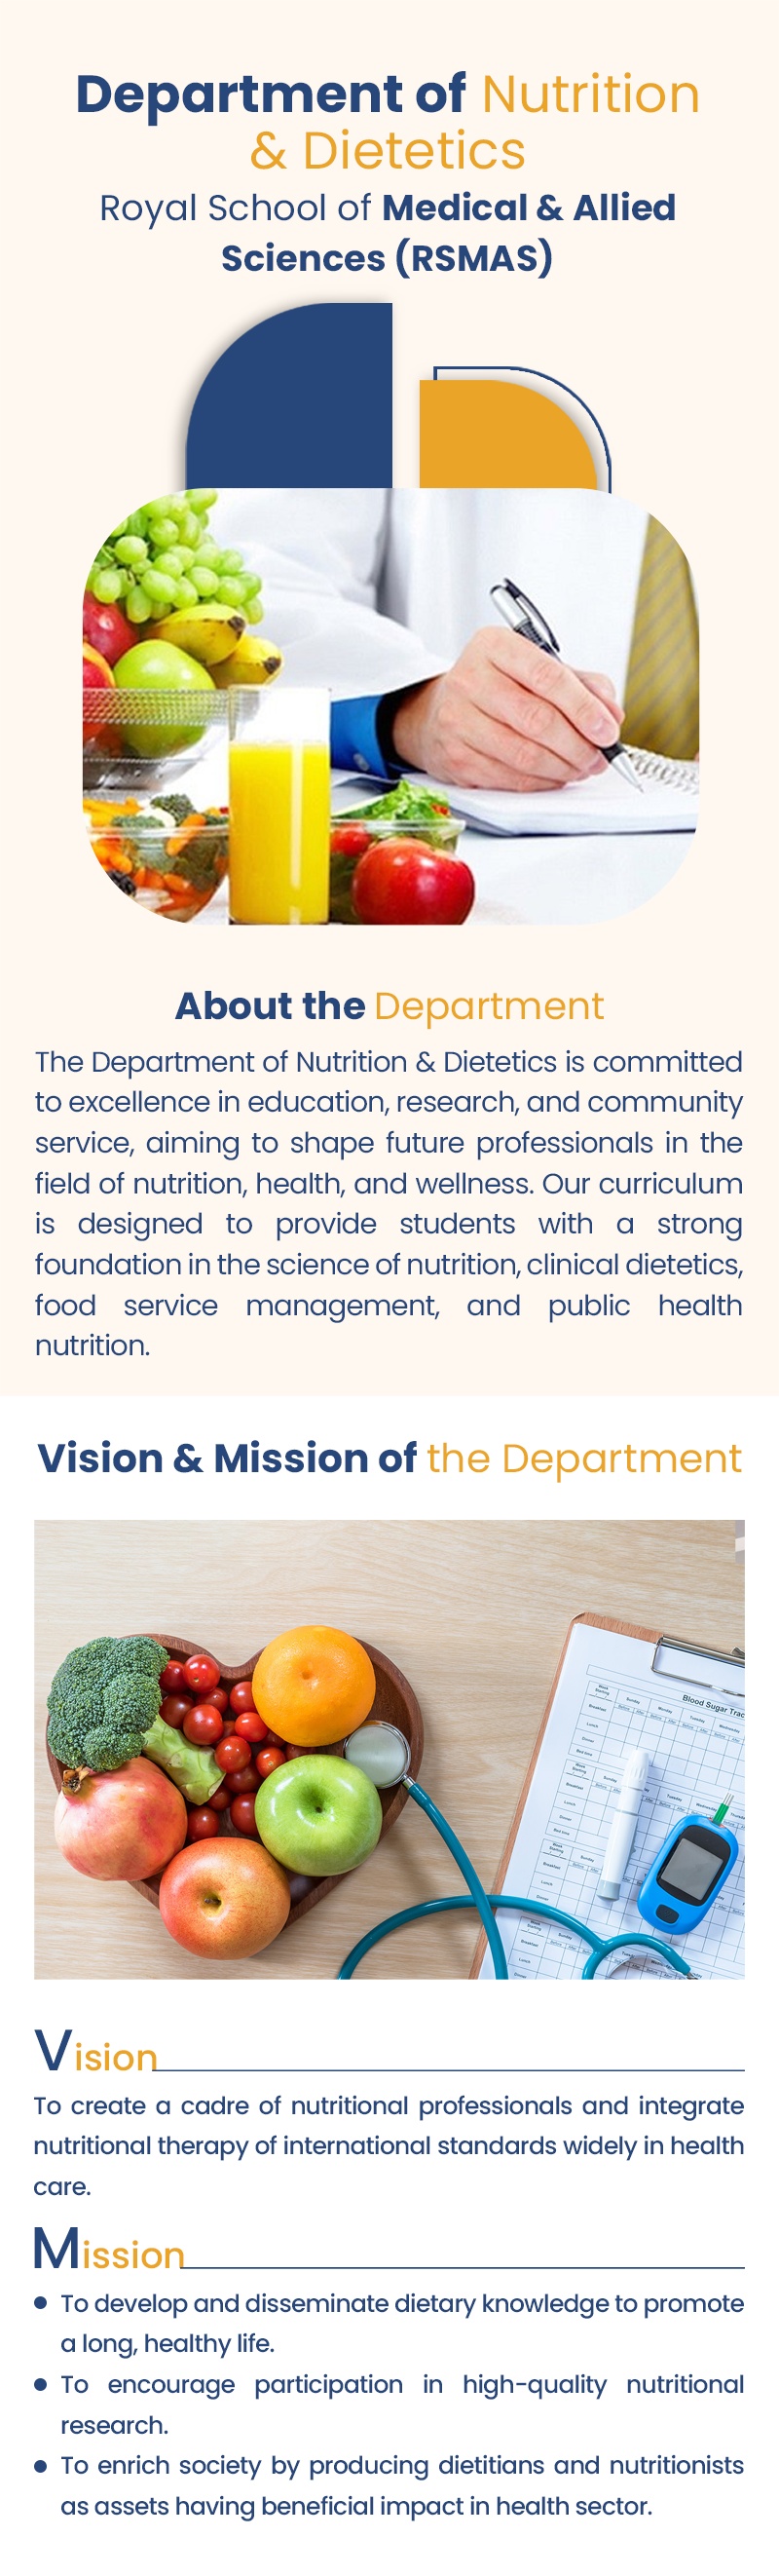 Department of Nutrition
& Dietetics
Royal School of Medical & Allied
Sciences (RSMAS)
About the Department
The Department of Nutrition & Dietetics is committed
to excellence in education, research, and community
service, aiming to shape future professionals in the
field of nutrition, health, and wellness. Our curriculum
is designed to provide students with a strong
foundation in the science of nutrition, clinical dietetics,
food service management, and public health
nutrition.
Vision & Mission of the Department
Blood Sugar Trac
Vision
To create a cadre of nutritional professionals and integrate
nutritional therapy of international standards widely in health
care.
Mission
To develop and disseminate dietary knowledge to promote
a long, healthy life.
To encourage participation in high-quality nutritional
research.
To enrich society by producing dietitians and nutritionists
as assets having beneficial impact in health sector.